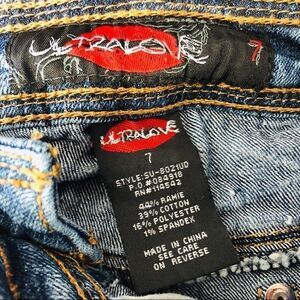 ULTRALOVE
7
ULTRALOVE
7
STYLE:SU-8021UD
P.O.#084918
RN#114542
44% RAMIE
39% COTTON
16% POLYESTER
1% SPANDEX
MADE IN CHINA
SEE CARE
ON REVERSE